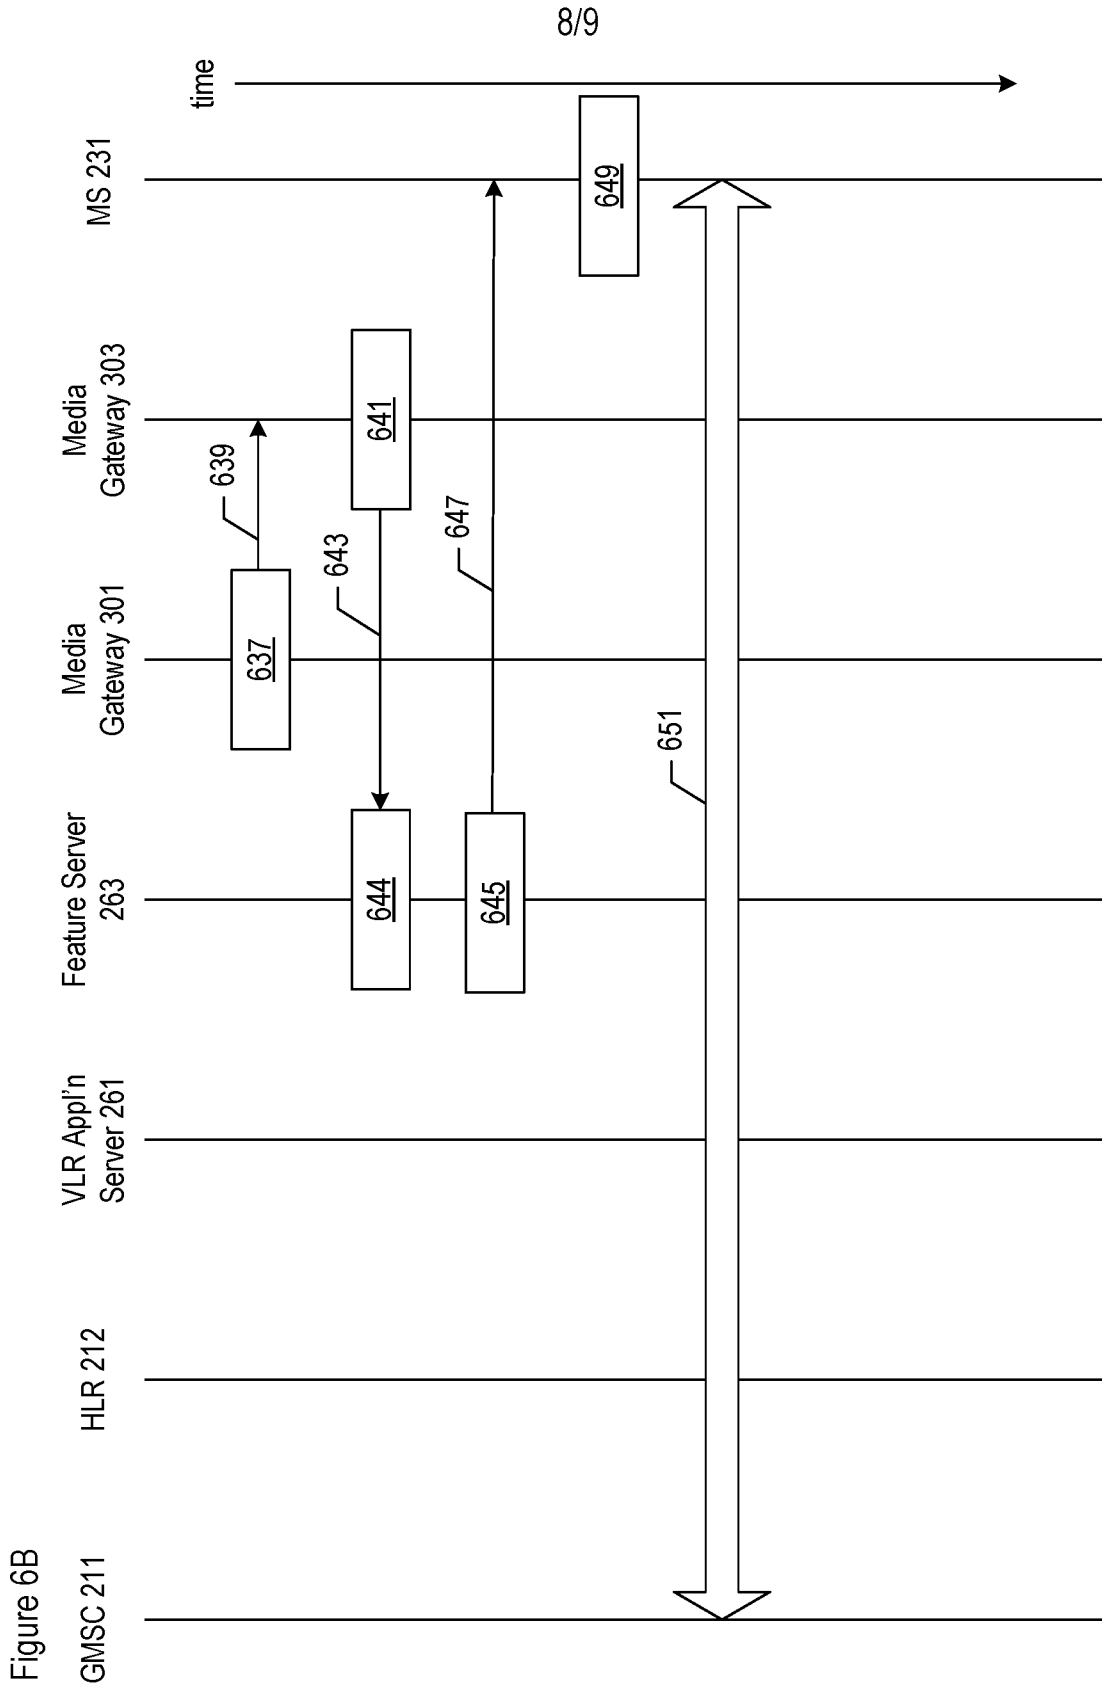 8/9
Figure 6B
GMSC 211
HLR 212
VLR Appl'n
Server 261
Feature Server
263
Media
Gateway 301
Media
Gateway 303
MS 231
time
637
639
641
643
644
645
647
649
651